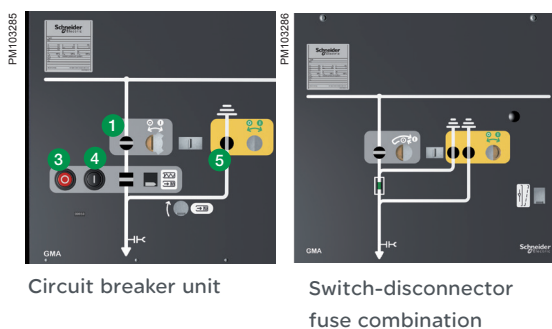 PM103285
Schneider
Electric
1
3
4
5
GMA
Circuit breaker unit
PM103286
Schneider
Electric
GMA
Schneider
Electric
Switch-disconnector
fuse combination